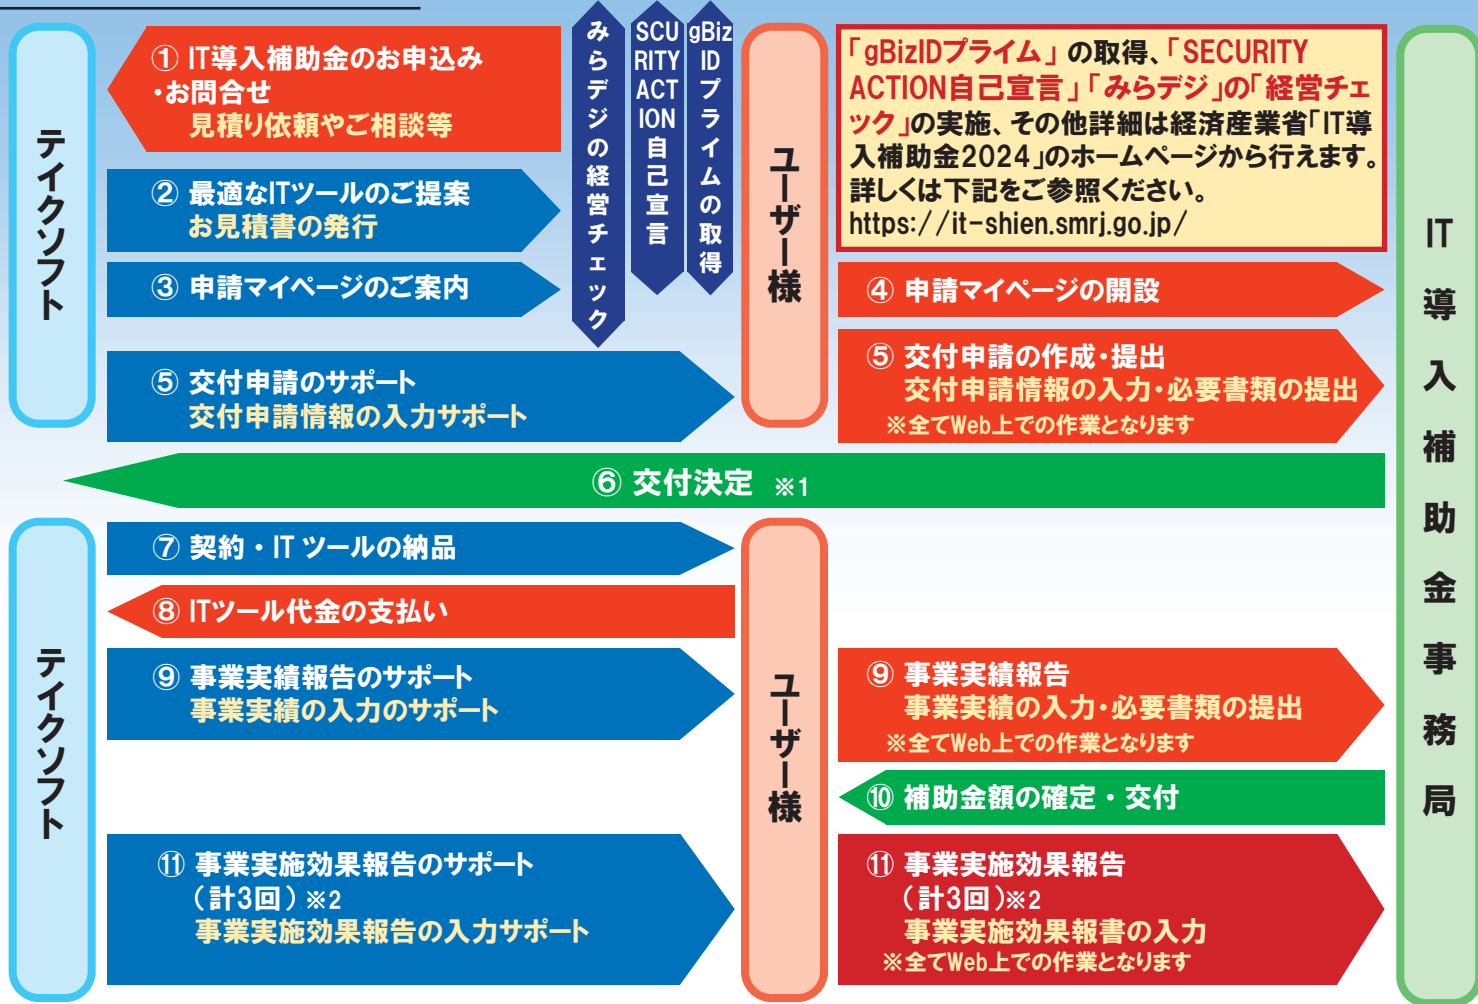 テイクソフト
① IT導入補助金のお申込み
・お問合せ
見積り依頼やご相談等
② 最適なITツールのご提案
お見積書の発行
③ 申請マイページのご案内
⑤ 交付申請のサポート
交付申請情報の入力サポート
みらデジの経営チェック
SCU
RITY
ACT
ION
自己宣言
gBiz
ID
プライムの取得
ユーザー様
「gBizIDプライム」の取得、「SECURITY
ACTION自己宣言」「みらデジ」の「経営チェ
ック」の実施、その他詳細は経済産業省「IT導
入補助金2024」のホームページから行えます。
詳しくは下記をご参照ください。
https://it-shien.smrj.go.jp/
④ 申請マイページの開設
⑤ 交付申請の作成・提出
交付申請情報の入力・必要書類の提出
※全てWeb上での作業となります
IT導入補助金事務局
⑥ 交付決定 ※1
テイクソフト
⑦ 契約・IT ツールの納品
⑧ ITツール代金の支払い
⑨ 事業実績報告のサポート
事業実績の入力のサポート
⑪ 事業実施効果報告のサポート
（計3回）※2
事業実施効果報告の入力サポート
ユーザー様
⑨ 事業実績報告
事業実績の入力・必要書類の提出
※全てWeb上での作業となります
⑩ 補助金額の確定・交付
⑪ 事業実施効果報告
（計3回）※2
事業実施効果報書の入力
※全てWeb上での作業となります